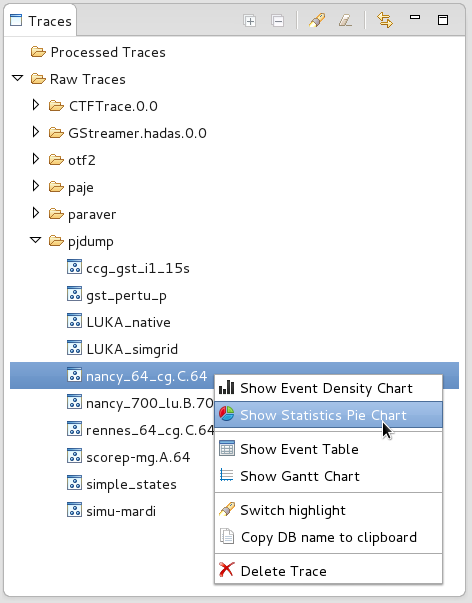 Traces
Processed Traces
Raw Traces
CTFTrace.0.0
GStreamer.hadas.0.0
otf2
paje
paraver
pjdump
ccg_gst_i1_15s
gst_pertu_p
LUKA_native
LUKA_simgrid
nancy_64_cg.C.64
Show Event Density Chart
nancy_700_lu.B.70
Show Statistics Pie Chart
rennes_64_cg.C.64
Show Event Table
scorep-mg.A.64
Show Gantt Chart
simple_states
simu-mardi
Switch highlight
Copy DB name to clipboard
Delete Trace